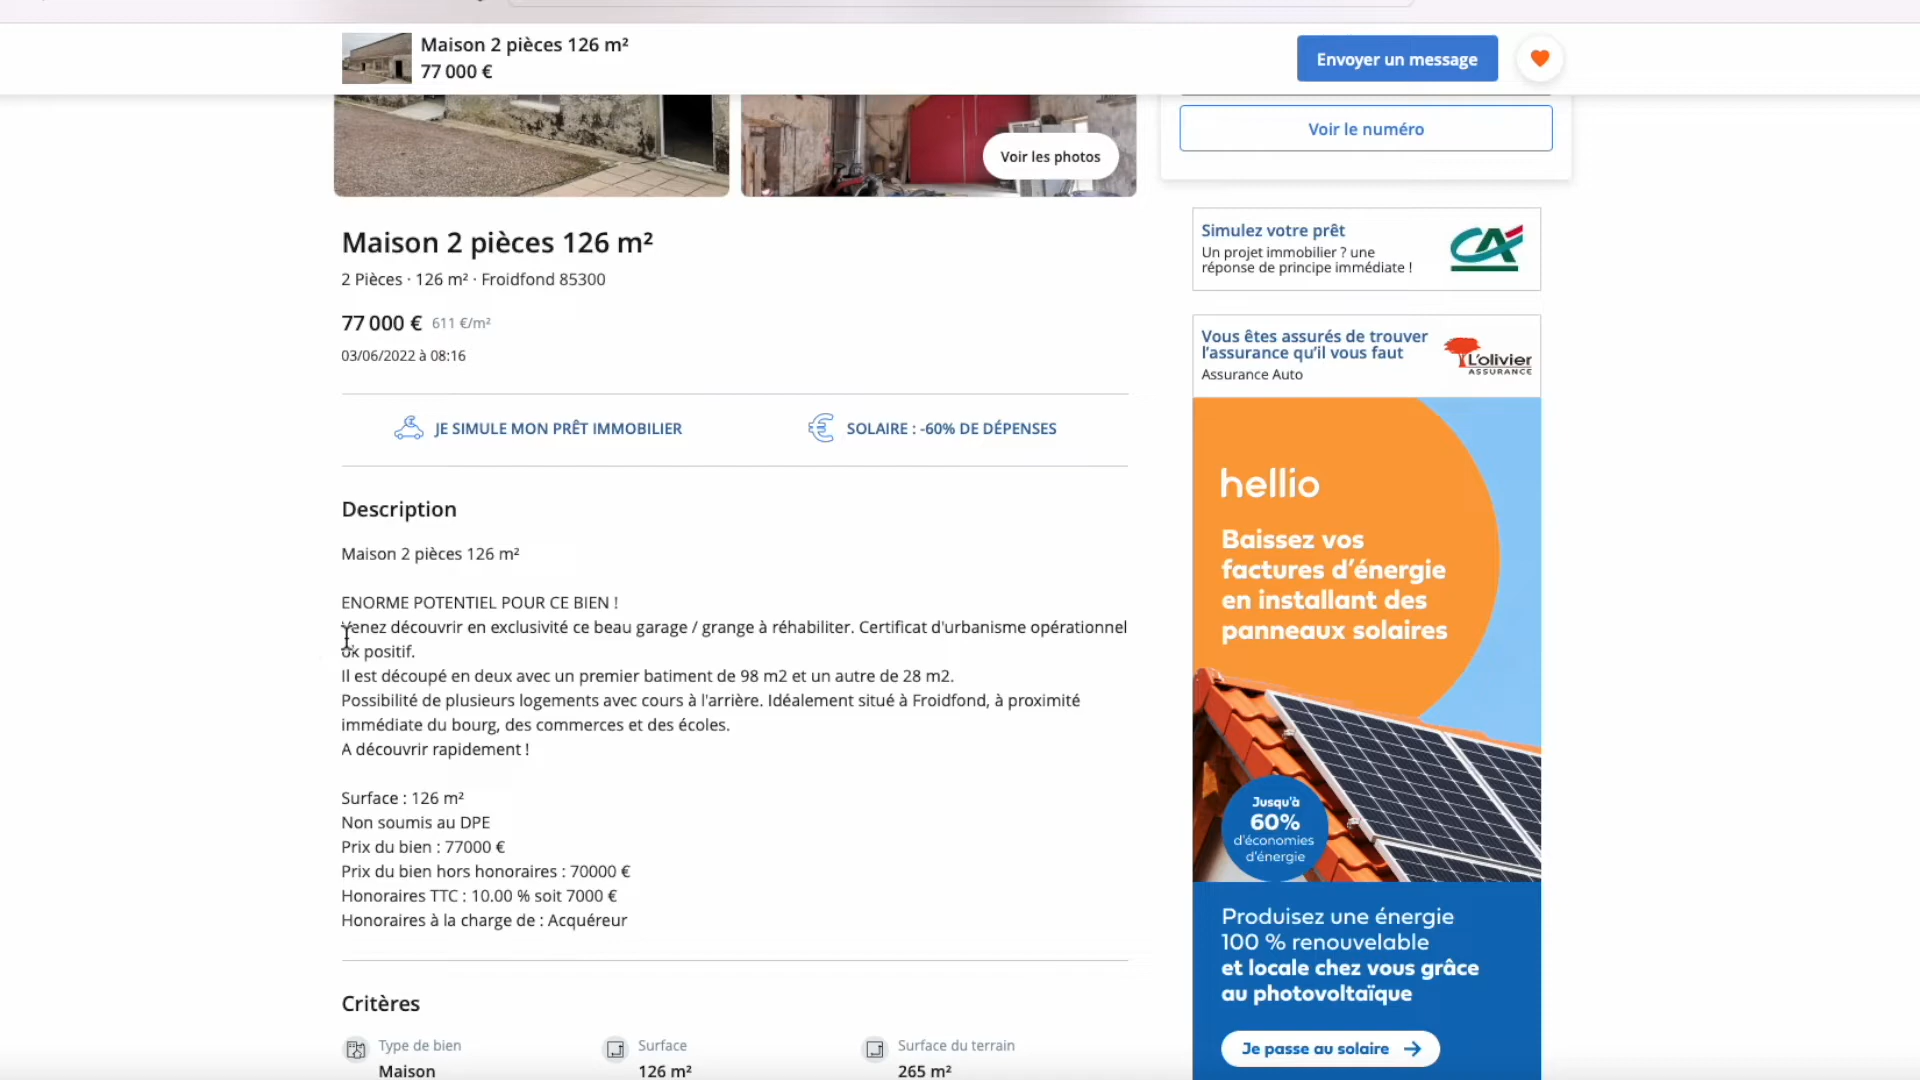 Maison 2 pièces 126 m²
77 000 €
Envoyer un message
Voir les photos
Voir le numéro
Maison 2 pièces 126 m²
2 Pièces · 126 m² · Froidfond 85300
77 000 € 611 €/m²
03/06/2022 à 08:16
JE SIMULE MON PRÊT IMMOBILIER
SOLAIRE : -60% DE DÉPENSES
Description
Maison 2 pièces 126 m²
ENORME POTENTIEL POUR CE BIEN !
Venez découvrir en exclusivité ce beau garage / grange à réhabiliter. Certificat d'urbanisme opérationnel
ok positif.
Il est découpé en deux avec un premier batiment de 98 m2 et un autre de 28 m2.
Possibilité de plusieurs logements avec cours à l'arrière. Idéalement situé à Froidfond, à proximité
immédiate du bourg, des commerces et des écoles.
A découvrir rapidement !
Surface : 126 m²
Non soumis au DPE
Prix du bien : 77000 €
Prix du bien hors honoraires : 70000 €
Honoraires TTC : 10.00 % soit 7000 €
Honoraires à la charge de : Acquéreur
Critères
Type de bien
Maison
Surface
126 m²
Surface du terrain
265 m²
Simulez votre prêt
Un projet immobilier ? une
réponse de principe immédiate !
CA
Vous êtes assurés de trouver
l'assurance qu'il vous faut
Assurance Auto
L'olivier
ASSURANCE
hellio
Baissez vos
factures d'énergie
en installant des
panneaux solaires
Jusqu'à
60%
d'économies
d'énergie
Produisez une énergie
100 % renouvelable
et locale chez vous grâce
au photovoltaïque
Je passe au solaire